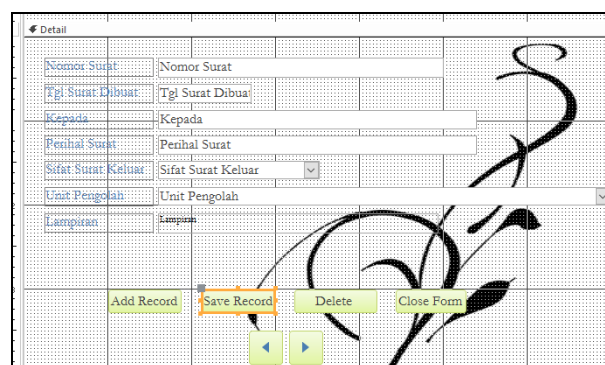 Detail
Nomor Surat Nomor Surat
Tgl Surat Dibuat Tgl Surat Dibuat
Kepada Kepada
Perihal Surat Perihal Surat
Sifat Surat Keluar Sifat Surat Keluar
Unit Pengolah Unit Pengolah
Lampiran Lampiran
Add Record Save Record Delete Close Form